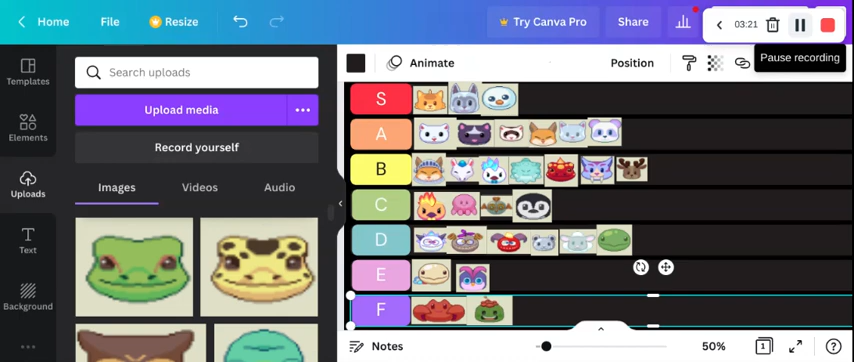 Home File Resize Try Canva Pro Share 03:21
Pause recording
Templates
Elements
Uploads
Text
Background
Search uploads
Upload media
Record yourself
Images Videos Audio
Animate Position
S
A
B
C
D
E
F
Notes 50% 1